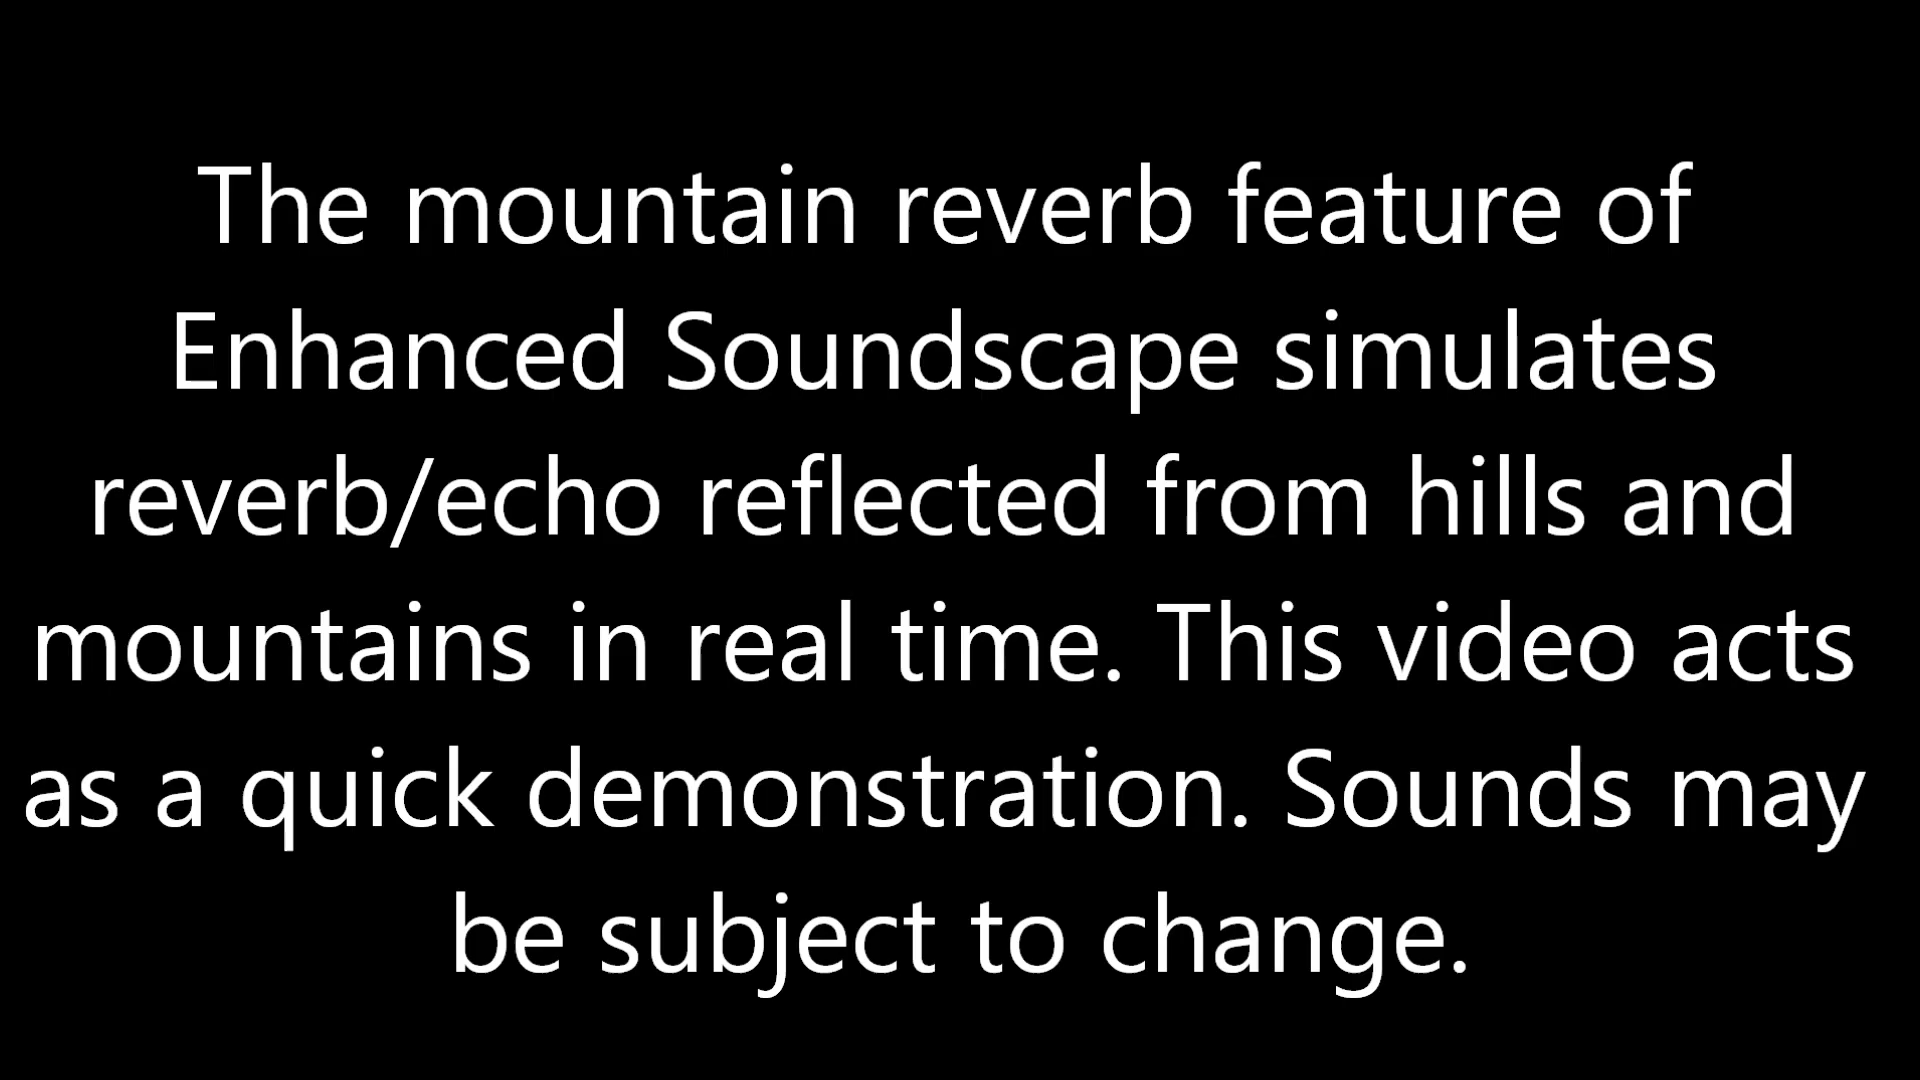 The mountain reverb feature of
Enhanced Soundscape simulates
reverb/echo reflected from hills and
mountains in real time. This video acts
as a quick demonstration. Sounds may
be subject to change.